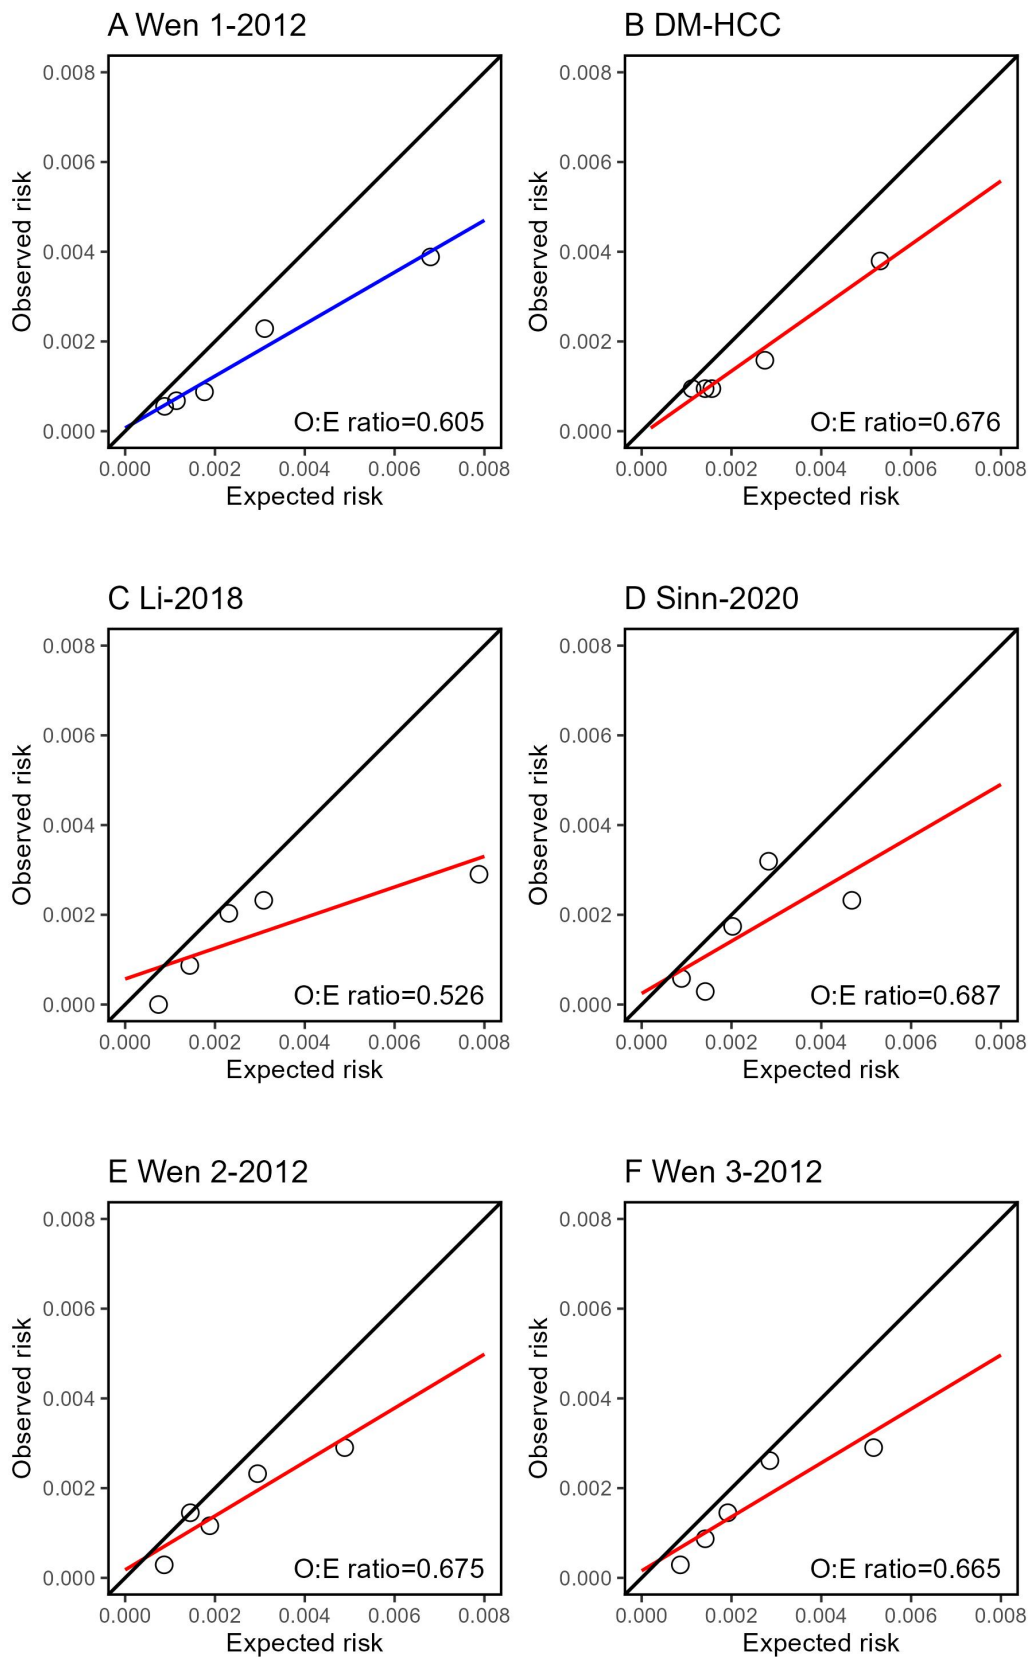 A Wen 1-2012
0.008
0.006
0.004
0.002
0.000
Observed risk
O:E ratio=0.605
0.000 0.002 0.004 0.006 0.008
Expected risk
B DM-HCC
0.008
0.006
0.004
0.002
0.000
Observed risk
O:E ratio=0.676
0.000 0.002 0.004 0.006 0.008
Expected risk
C Li-2018
0.008
0.006
0.004
0.002
0.000
Observed risk
O:E ratio=0.526
0.000 0.002 0.004 0.006 0.008
Expected risk
D Sinn-2020
0.008
0.006
0.004
0.002
0.000
Observed risk
O:E ratio=0.687
0.000 0.002 0.004 0.006 0.008
Expected risk
E Wen 2-2012
0.008
0.006
0.004
0.002
0.000
Observed risk
O:E ratio=0.675
0.000 0.002 0.004 0.006 0.008
Expected risk
F Wen 3-2012
0.008
0.006
0.004
0.002
0.000
Observed risk
O:E ratio=0.665
0.000 0.002 0.004 0.006 0.008
Expected risk